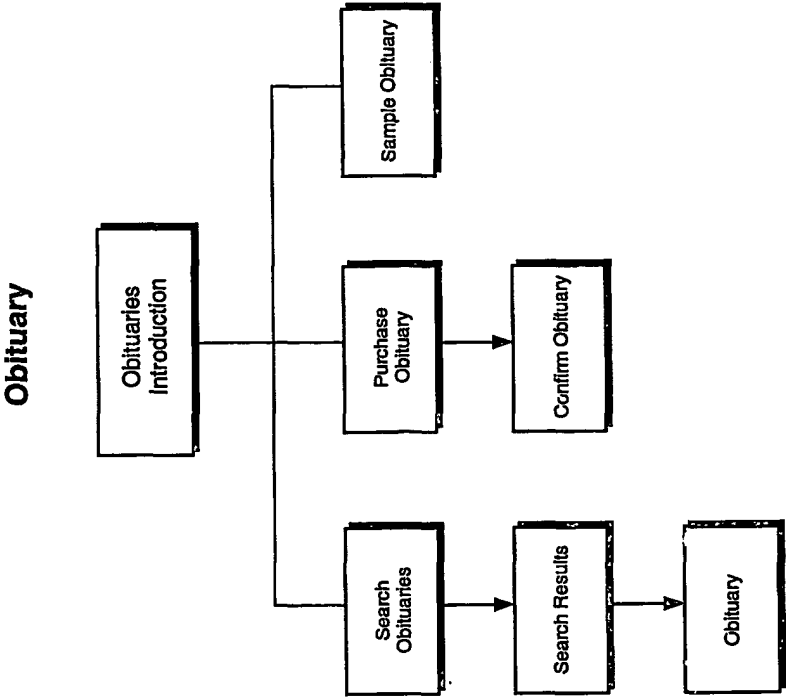 Obituary
Obituaries
Introduction
Search
Obituaries
Purchase
Obituary
Sample Obituary
Search Results
Confirm Obituary
Obituary